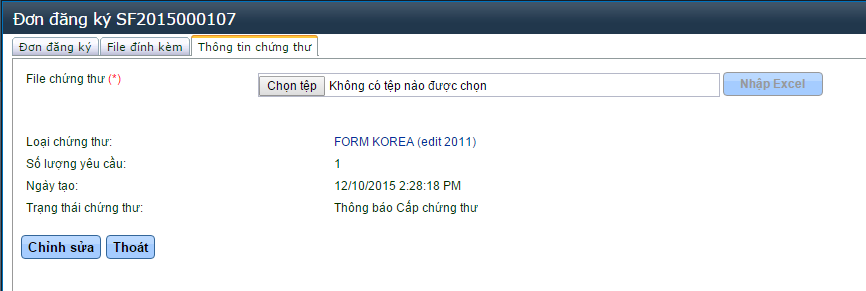 Đơn đăng ký SF2015000107
Đơn đăng ký File đính kèm Thông tin chứng thư
File chứng thư (*) Chọn tệp Không có tệp nào được chọn Nhập Excel
Loại chứng thư: FORM KOREA (edit 2011)
Số lượng yêu cầu: 1
Ngày tạo: 12/10/2015 2:28:18 PM
Trạng thái chứng thư: Thông báo Cấp chứng thư
Chỉnh sửa Thoát